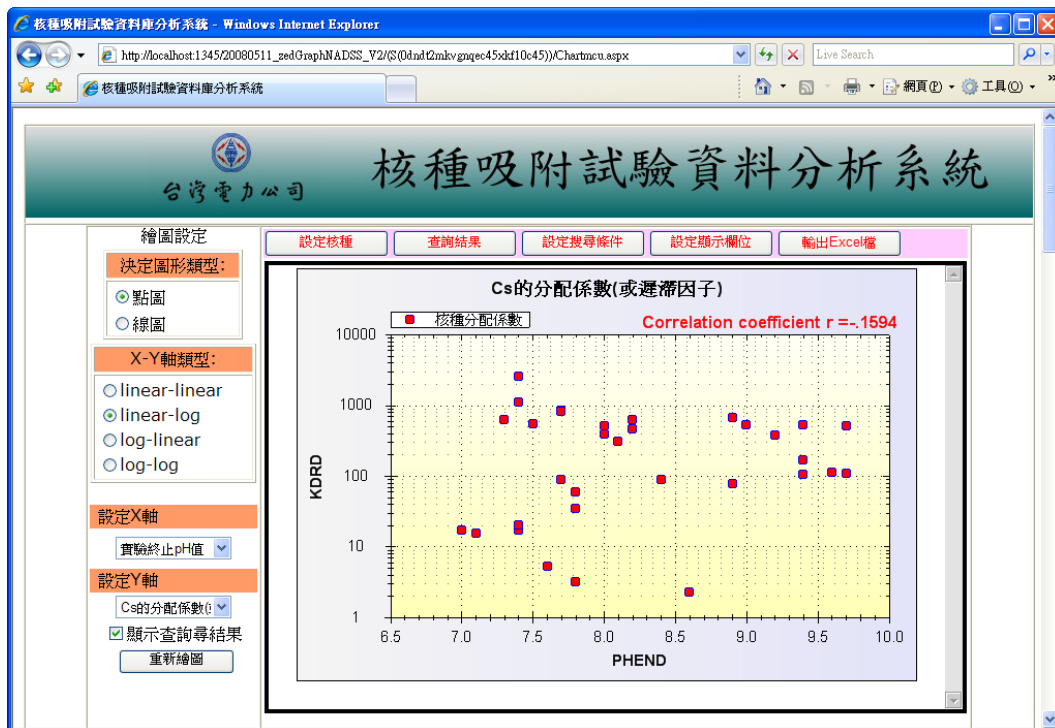 核種吸附試驗資料庫分析系統 - Windows Internet Explorer
http://localhost:1345/20080511_zedGraphNADSS_V2/(S(0dndt2mkvgnqec45xkf10c45))/Chartmcu.aspx
Live Search
核種吸附試驗資料庫分析系統
網頁(P)
工具(O)
台灣電力公司
核種吸附試驗資料分析系統
繪圖設定
決定圖形類型:
點圖
線圖
X-Y軸類型:
linear-linear
linear-log
log-linear
log-log
設定X軸
實驗終止pH值
設定Y軸
Cs的分配係數(
顯示查詢尋結果
重新繪圖
設定核種
查詢結果
設定搜尋條件
設定顯示欄位
輸出Excel檔
Cs的分配係數(或遲滯因子)
核種分配係數
Correlation coefficient r =-.1594
10000
1000
100
10
1
KDRD
6.5 7.0 7.5 8.0 8.5 9.0 9.5 10.0
PHEND